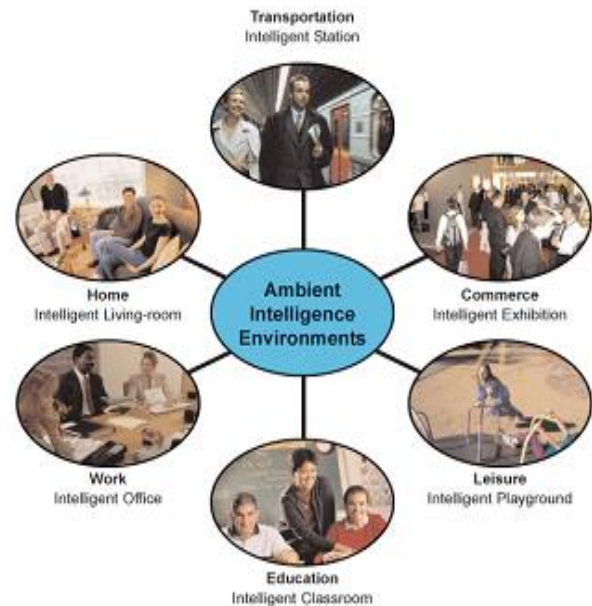 Transportation
Intelligent Station
Home
Intelligent Living-room
Ambient
Intelligence
Environments
Commerce
Intelligent Exhibition
Work
Intelligent Office
Leisure
Intelligent Playground
Education
Intelligent Classroom